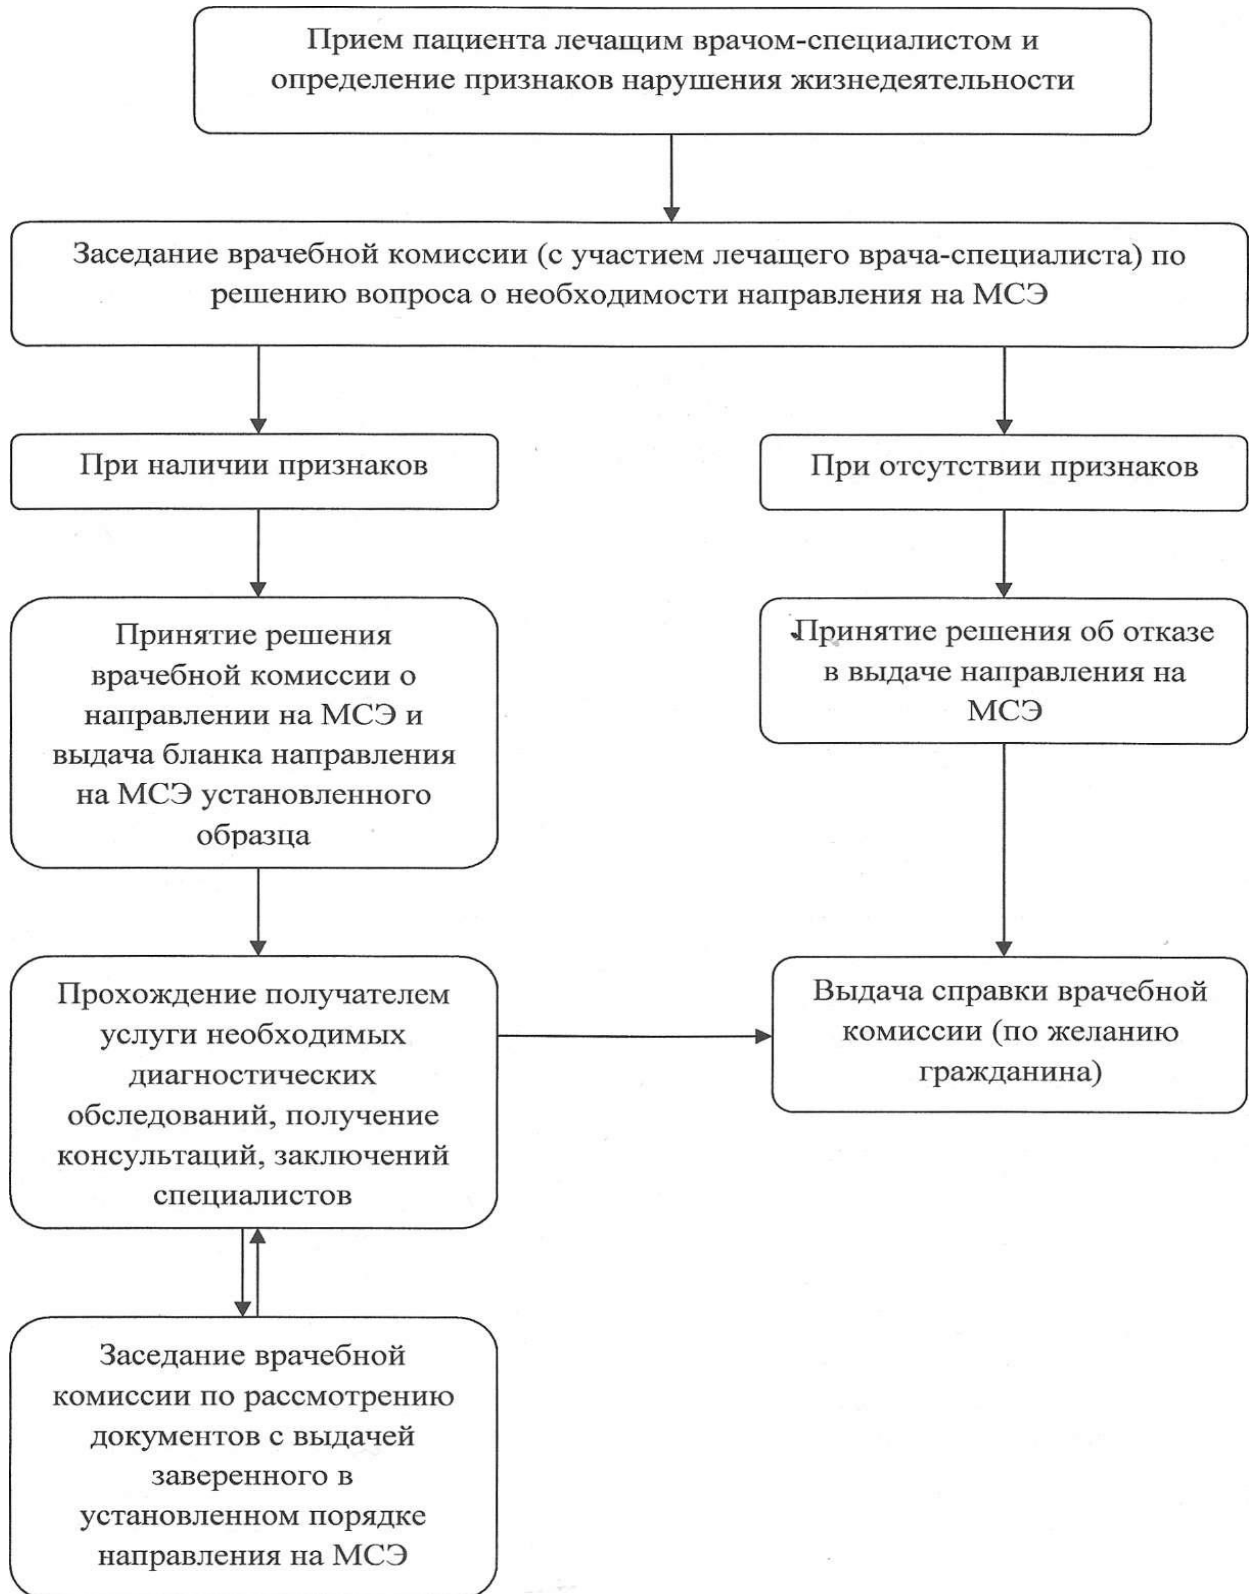 Прием пациента лечащим врачом-специалистом и
определение признаков нарушения жизнедеятельности
Заседание врачебной комиссии (с участием лечащего врача-специалиста) по
решению вопроса о необходимости направления на МСЭ
При наличии признаков
При отсутствии признаков
Принятие решения
врачебной комиссии о
направлении на МСЭ и
выдача бланка направления
на МСЭ установленного
образца
Принятие решения об отказе
в выдаче направления на
МСЭ
Прохождение получателем
услуги необходимых
диагностических
обследований, получение
консультаций, заключений
специалистов
Выдача справки врачебной
комиссии (по желанию
гражданина)
Заседание врачебной
комиссии по рассмотрению
документов с выдачей
заверенного в
установленном порядке
направления на МСЭ